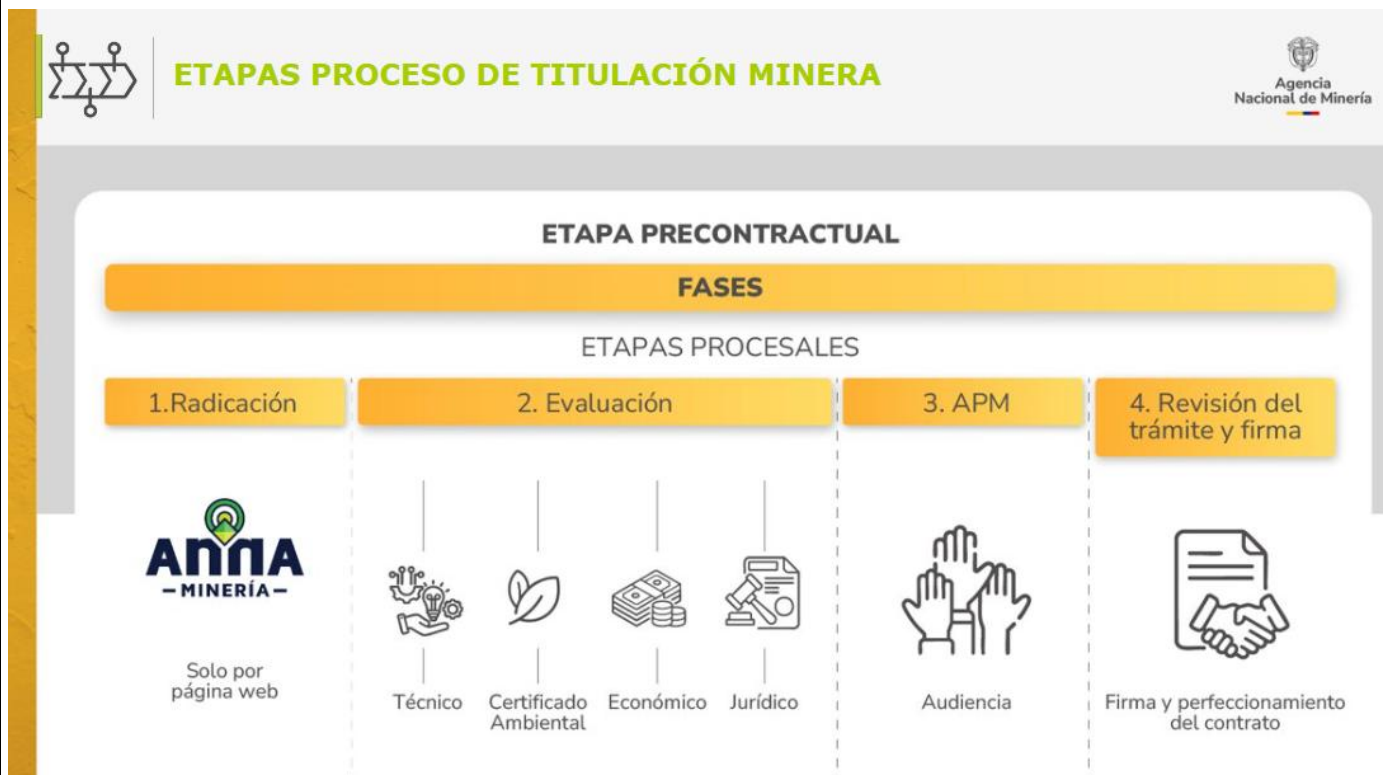 ETAPAS PROCESO DE TITULACIÓN MINERA
Agencia
Nacional de Minería
ETAPA PRECONTRACTUAL
FASES
ETAPAS PROCESALES
1.Radicación
2. Evaluación
3. APM
4. Revisión del
trámite y firma
ANNA
–MINERÍA–
Solo por
página web
Técnico
Certificado
Ambiental
Económico
Jurídico
Audiencia
Firma y perfeccionamiento
del contrato